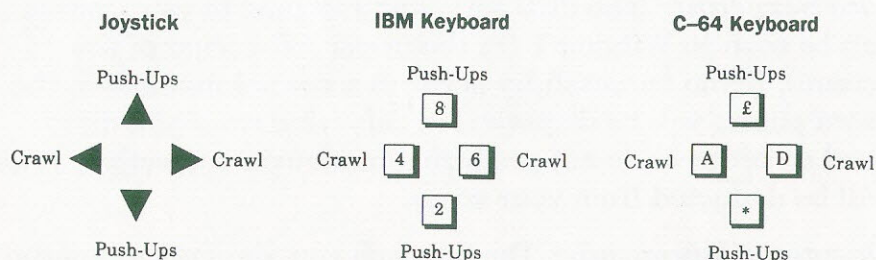 Joystick IBM Keyboard C–64 Keyboard
Push-Ups Push-Ups Push-Ups
8 £
Crawl Crawl Crawl 4 6 Crawl Crawl A D Crawl
2 *
Push-Ups Push-Ups Push-Ups